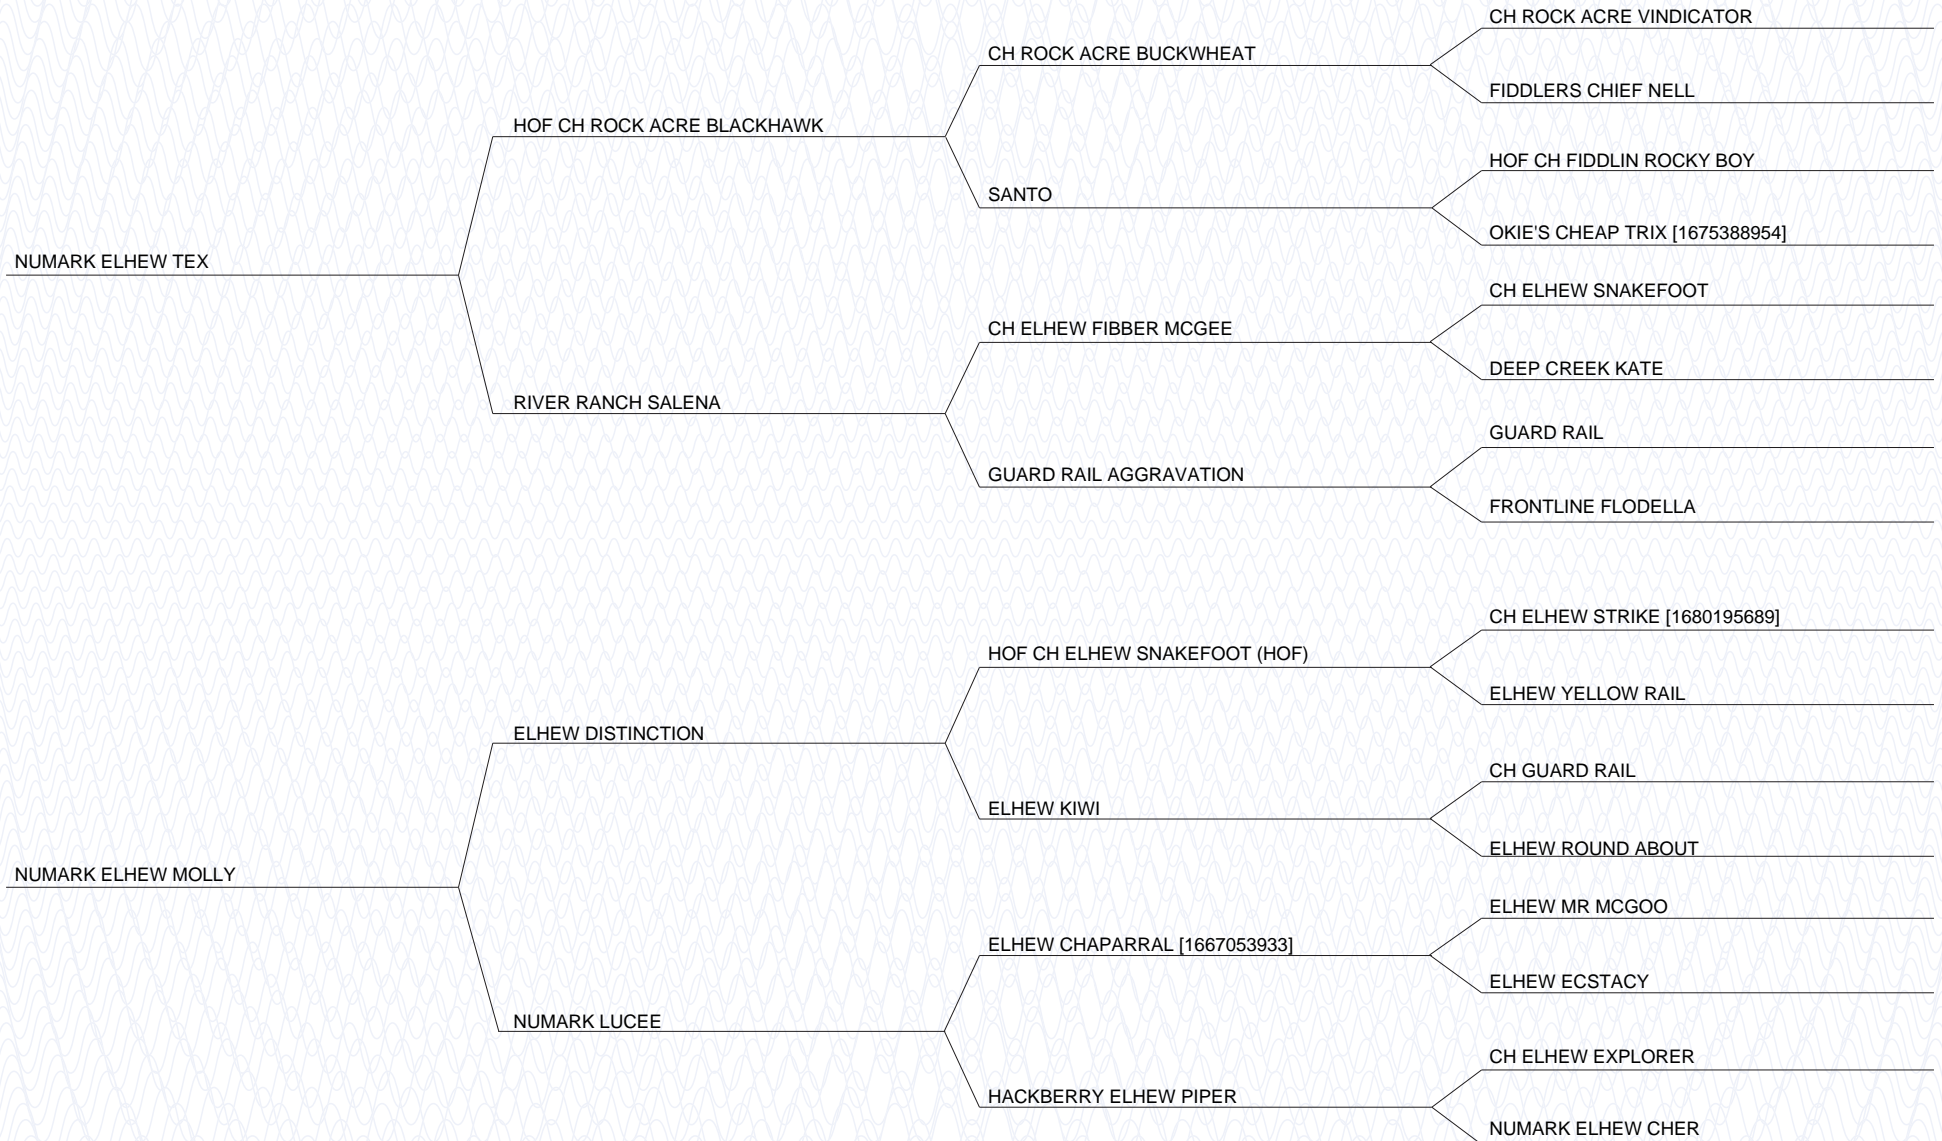 CH ROCK ACRE VINDICATOR
CH ROCK ACRE BUCKWHEAT
FIDDLERS CHIEF NELL
HOF CH ROCK ACRE BLACKHAWK
HOF CH FIDDLIN ROCKY BOY
SANTO
OKIE'S CHEAP TRIX [1675388954]
NUMARK ELHEW TEX
CH ELHEW SNAKEFOOT
CH ELHEW FIBBER MCGEE
DEEP CREEK KATE
RIVER RANCH SALENA
GUARD RAIL
GUARD RAIL AGGRAVATION
FRONTLINE FLODELLA
CH ELHEW STRIKE [1680195689]
HOF CH ELHEW SNAKEFOOT (HOF)
ELHEW YELLOW RAIL
ELHEW DISTINCTION
CH GUARD RAIL
ELHEW KIWI
ELHEW ROUND ABOUT
NUMARK ELHEW MOLLY
ELHEW MR MCGOO
ELHEW CHAPARRAL [1667053933]
ELHEW ECSTACY
NUMARK LUCEE
CH ELHEW EXPLORER
HACKBERRY ELHEW PIPER
NUMARK ELHEW CHER